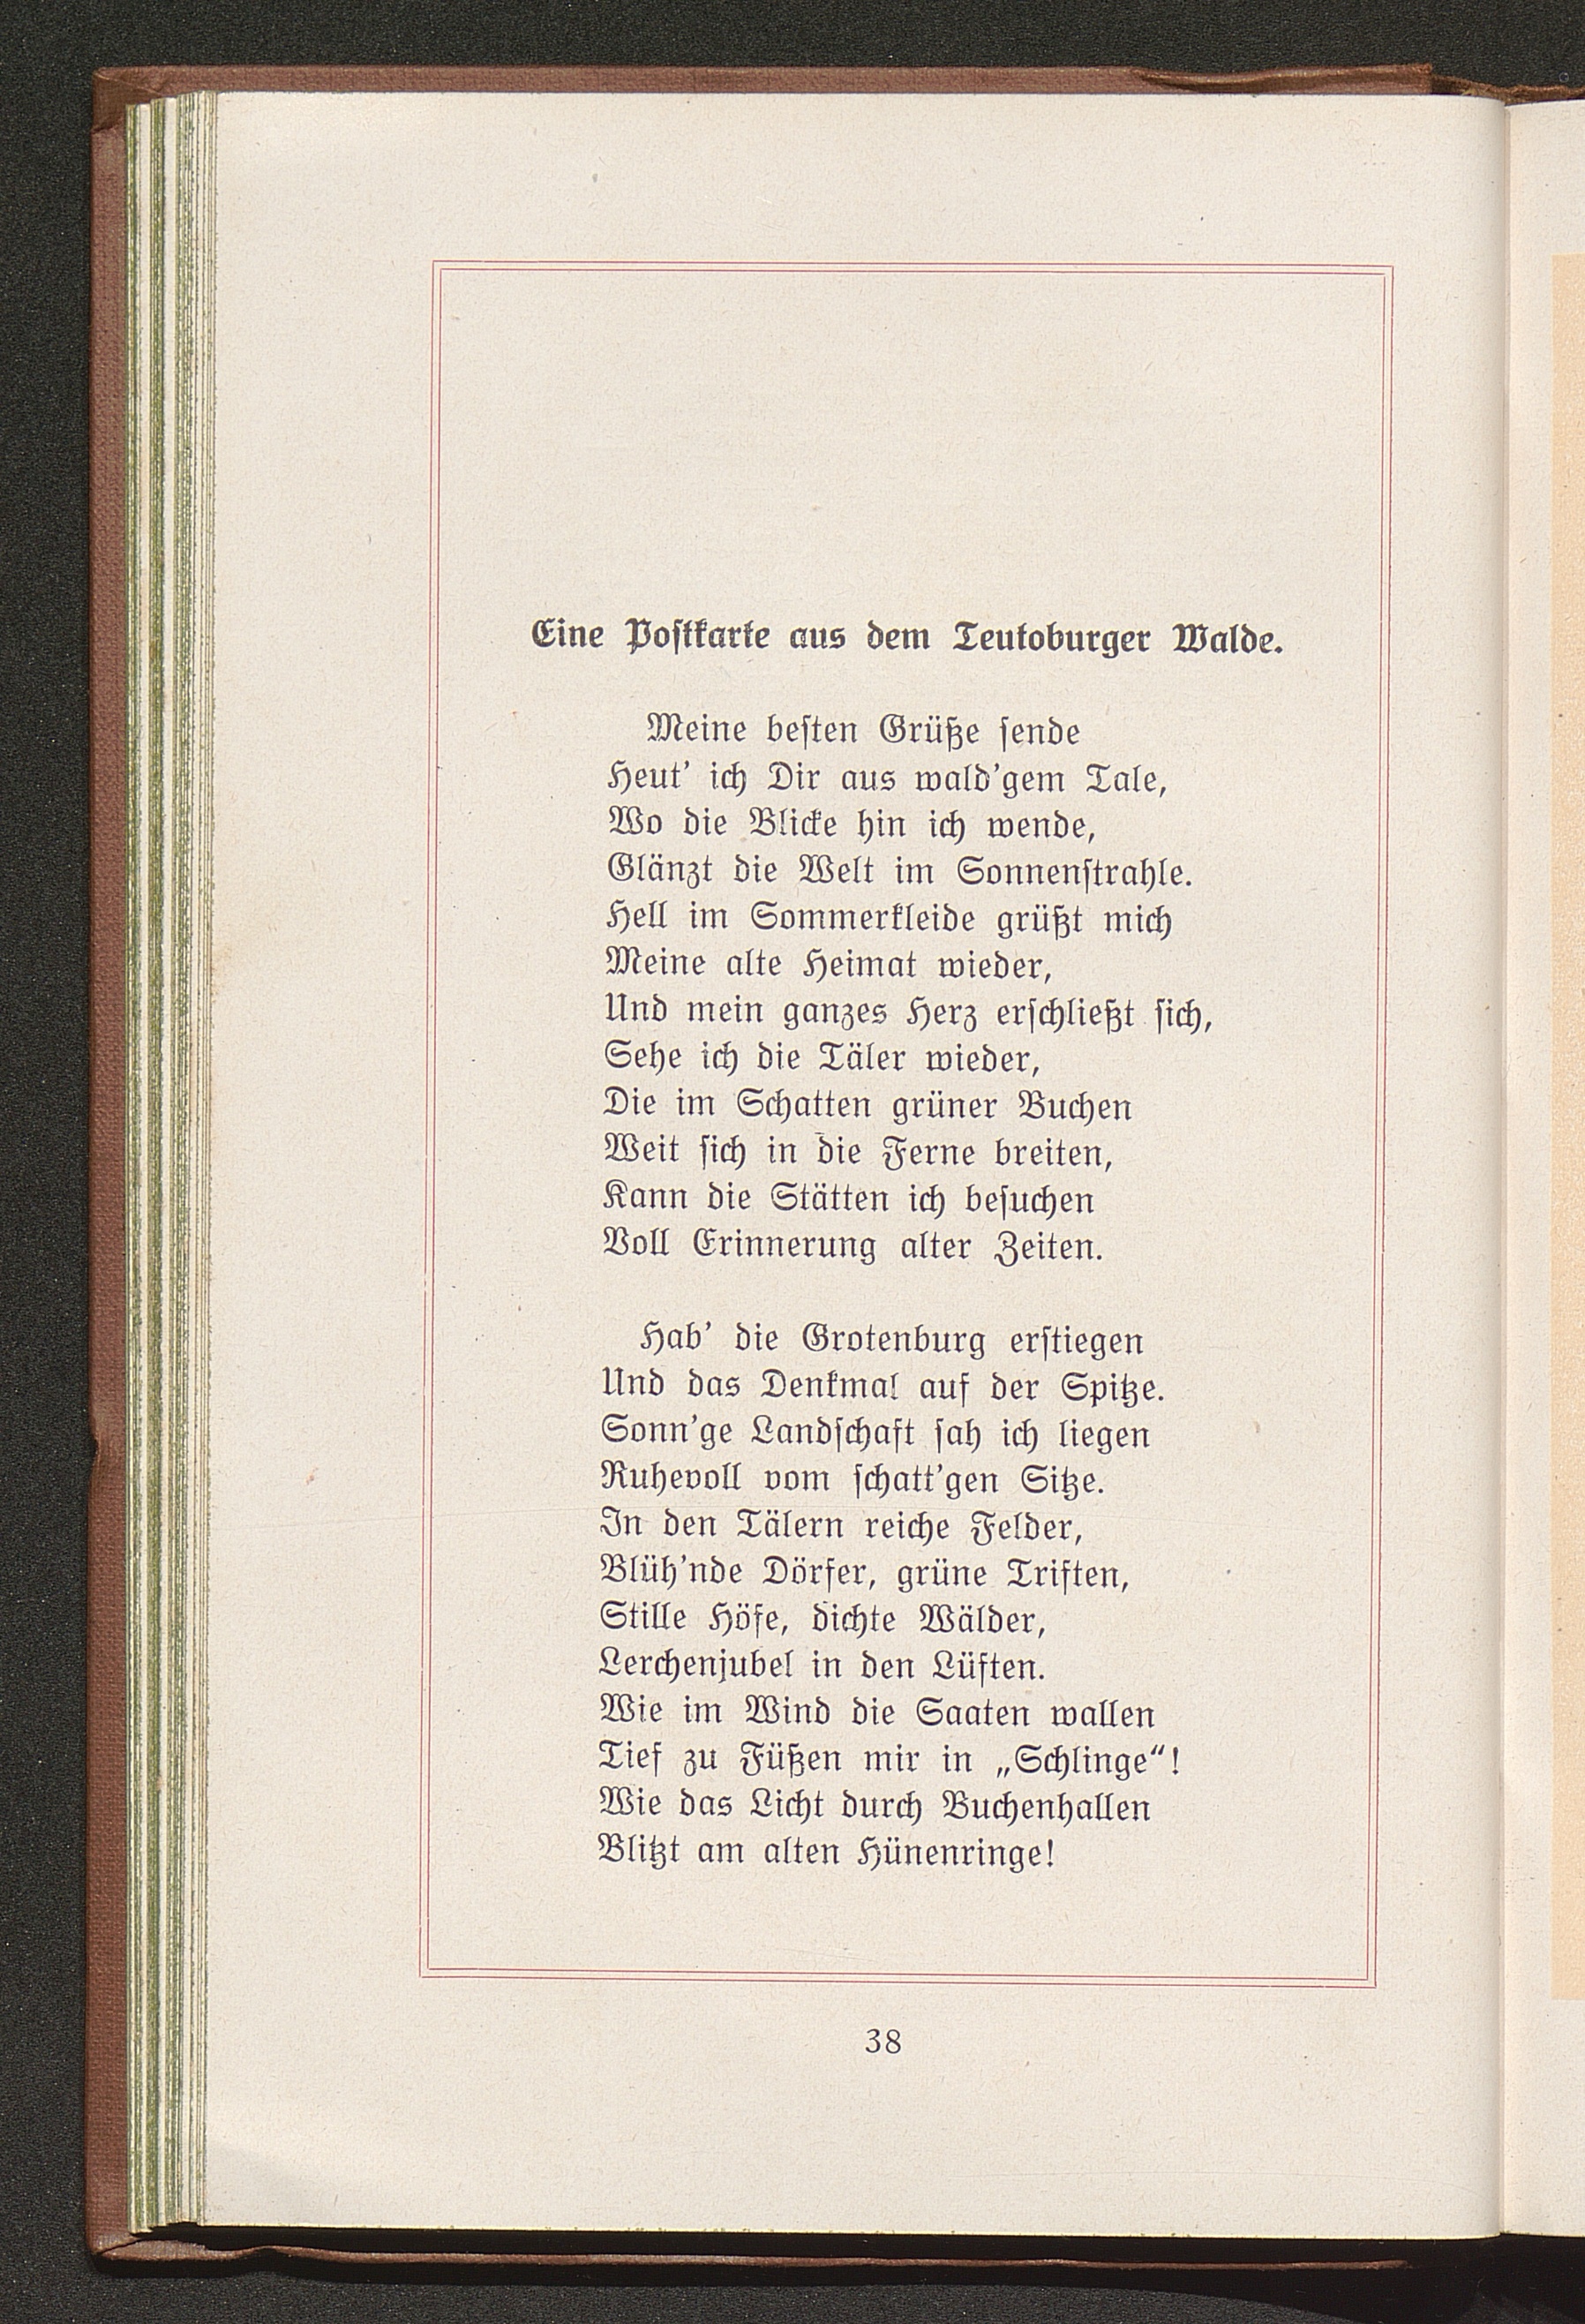 Eine Postkarte aus dem Teutoburger Walde.
Meine besten Grüße sende
Heut' ich Dir aus wald'gem Tale,
Wo die Blicke hin ich wende,
Glänzt die Welt im Sonnenstrahle.
Hell im Sommerkleide grüßt mich
Meine alte Heimat wieder,
Und mein ganzes Herz erschließt sich,
Sehe ich die Täler wieder,
Die im Schatten grüner Buchen
Weit sich in die Ferne breiten,
Kann die Stätten ich besuchen
Voll Erinnerung alter Zeiten.
Hab' die Grotenburg erstiegen
Und das Denkmal auf der Spitze.
Sonn'ge Landschaft sah ich liegen
Ruhevoll vom schatt'gen Sitze.
In den Tälern reiche Felder,
Blüh'nde Dörfer, grüne Triften,
Stille Höfe, dichte Wälder,
Lerchenjubel in den Lüften.
Wie im Wind die Saaten wallen
Tief zu Füßen mir in „Schlinge“!
Wie das Licht durch Buchenhallen
Blitzt am alten Hünenringe!
38